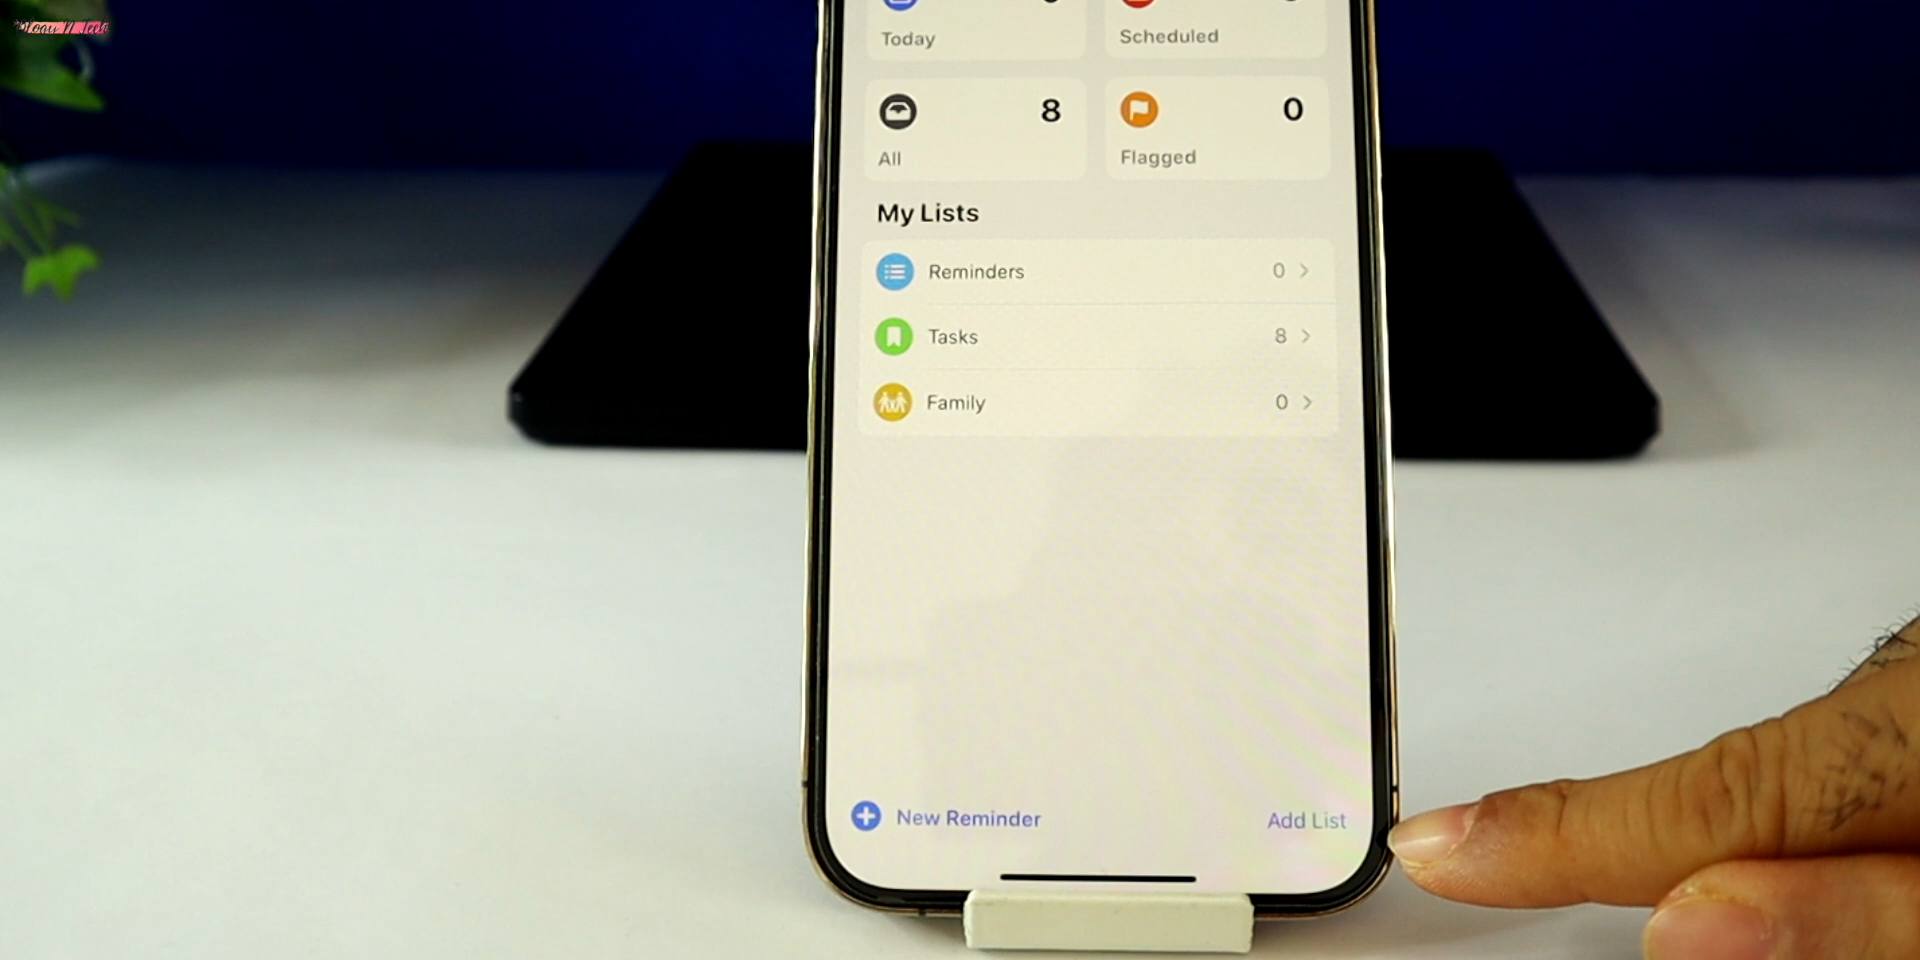 Today
Scheduled
8
0
All
Flagged
My Lists
Reminders 0
Tasks 8
Family 0
New Reminder
Add List